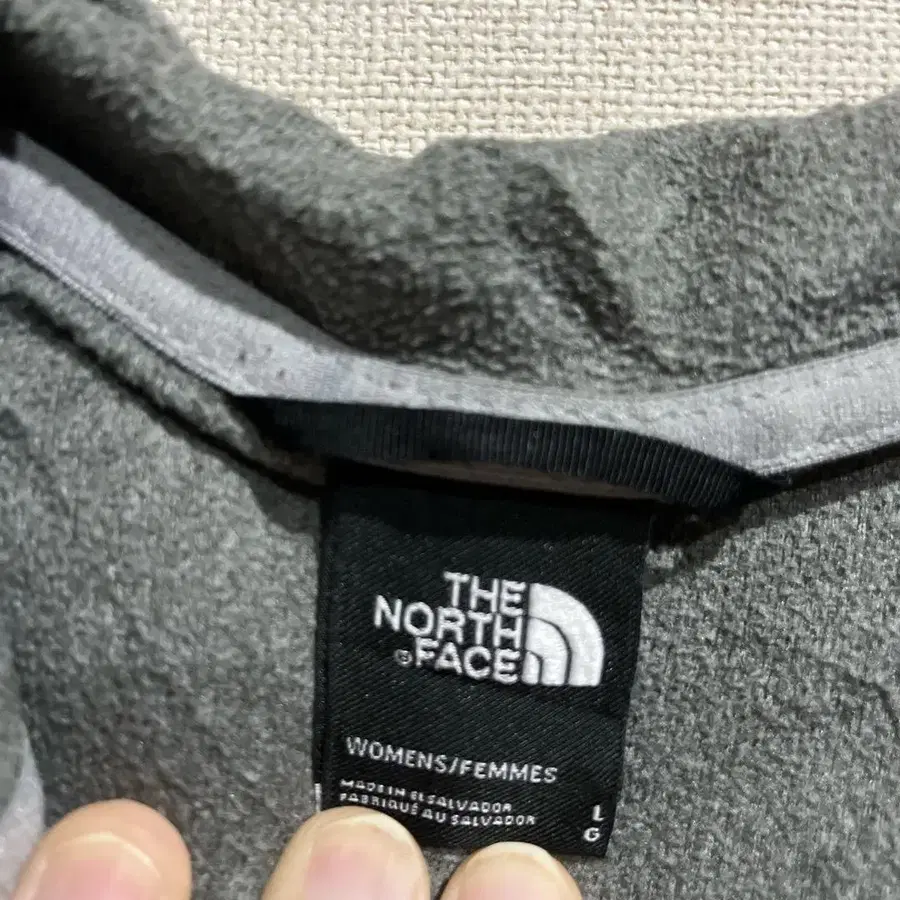 THE
NORTH
®FACE
WOMENS/FEMMES
MADE IN EL SALVADOR
FABRIQUÉ AU SALVADOR
L
G